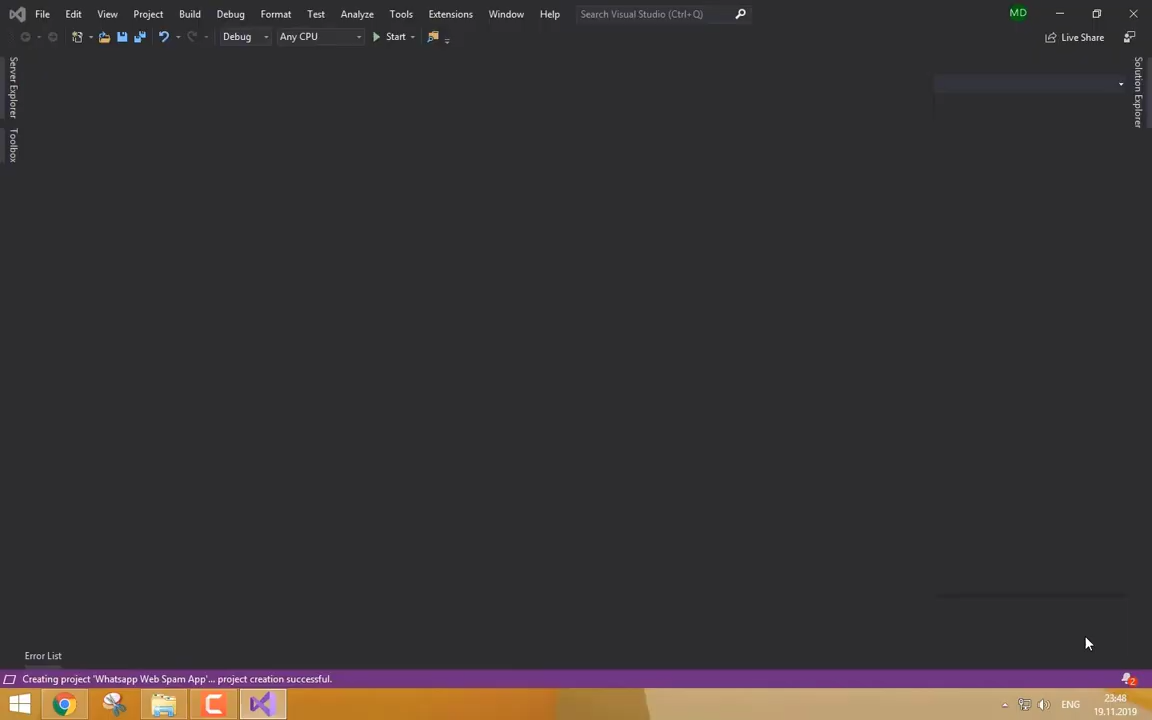 File Edit View Project Build Debug Format Test Analyze Tools Extensions Window Help Search Visual Studio (Ctrl+Q) MD
Debug Any CPU Start Live Share
Server Explorer
Toolbox
Solution Explorer
Error List
Creating project 'Whatsapp Web Spam App'... project creation successful. 2
ENG 23:48
19.11.2019